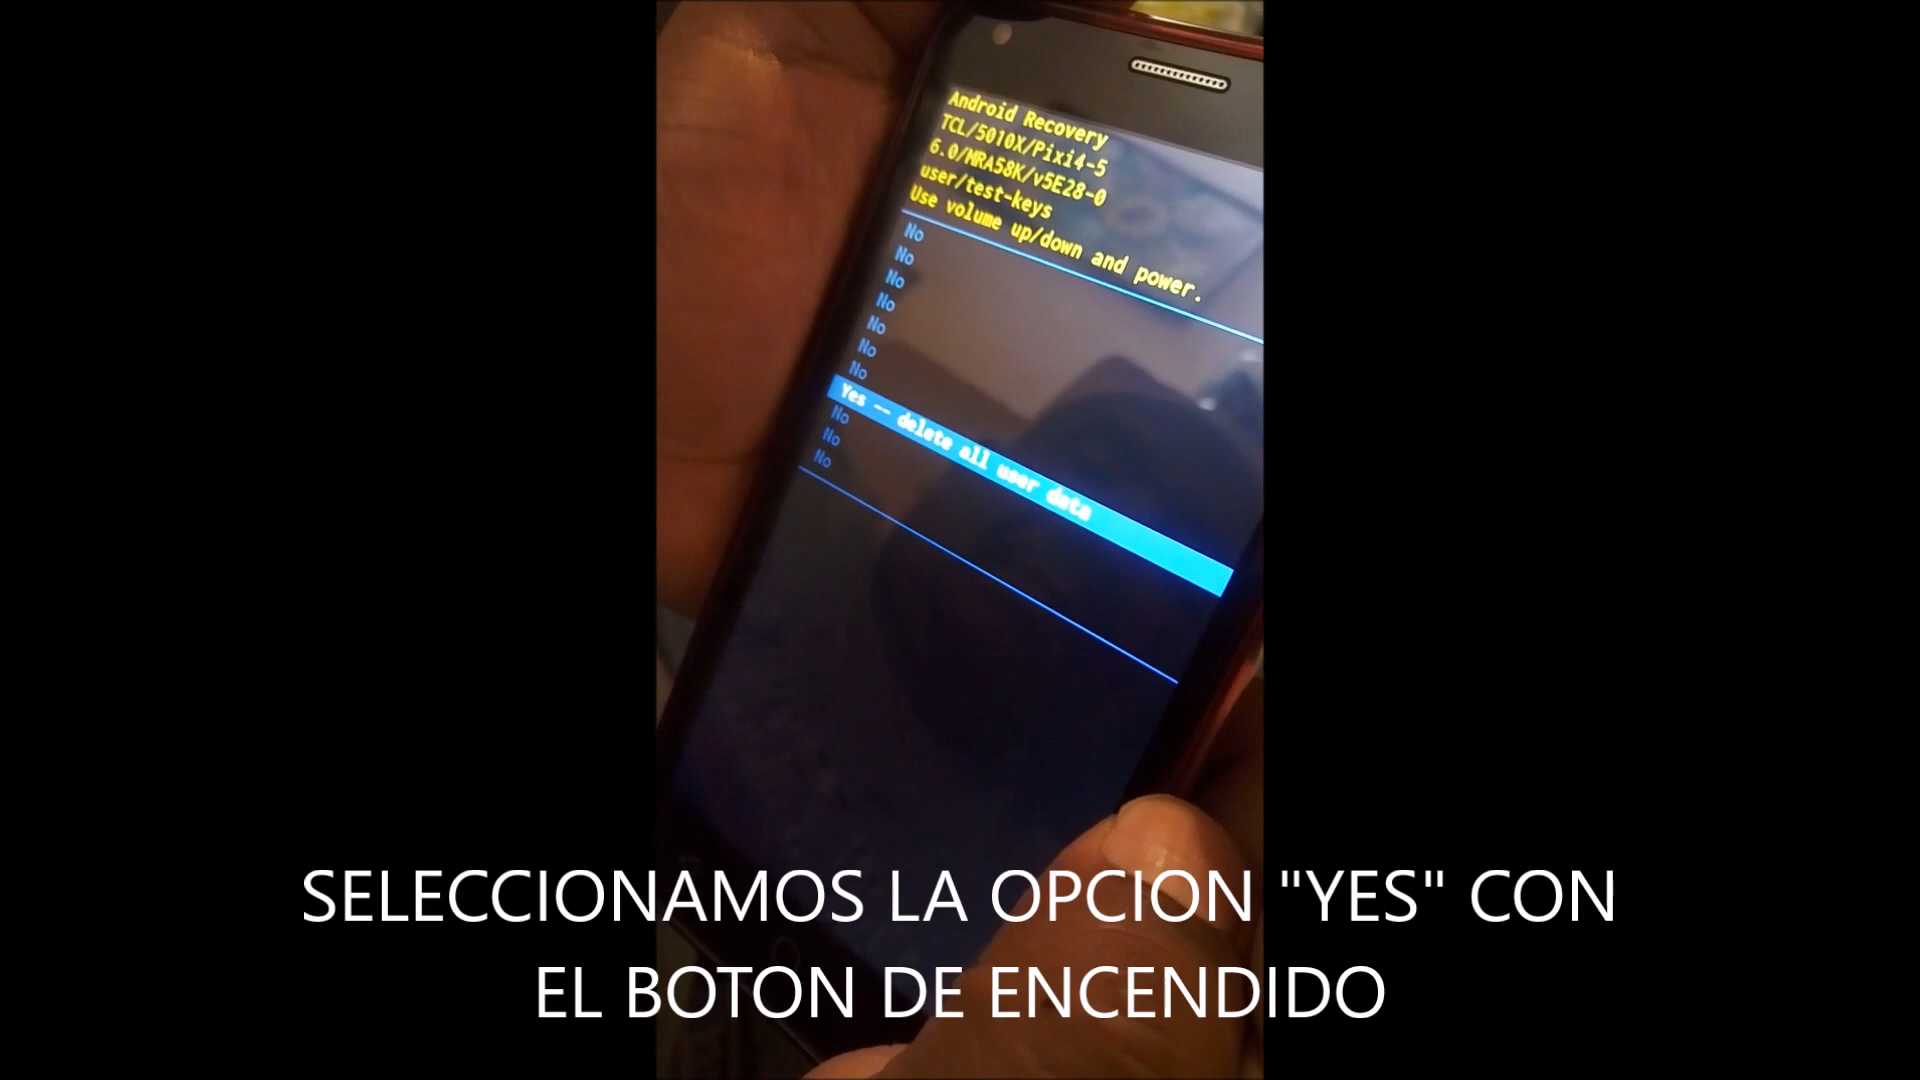 Android Recovery
TCL/5010X/Pixi4-5
6.0/MRA58K/v5E28-0
user/test-keys
Use volume up/down and power.
No
No
No
No
No
No
No
Yes -- delete all user data
No
No
No
SELECCIONAMOS LA OPCION "YES" CON
EL BOTON DE ENCENDIDO